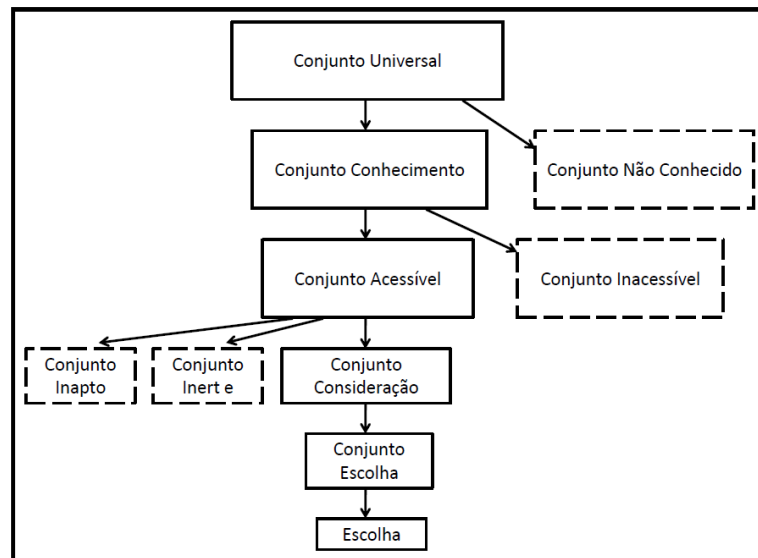 Conjunto Universal
Conjunto Conhecimento
Conjunto Não Conhecido
Conjunto Acessível
Conjunto Inacessível
Conjunto
Inapto
Conjunto
Inert e
Conjunto
Consideração
Conjunto
Escolha
Escolha